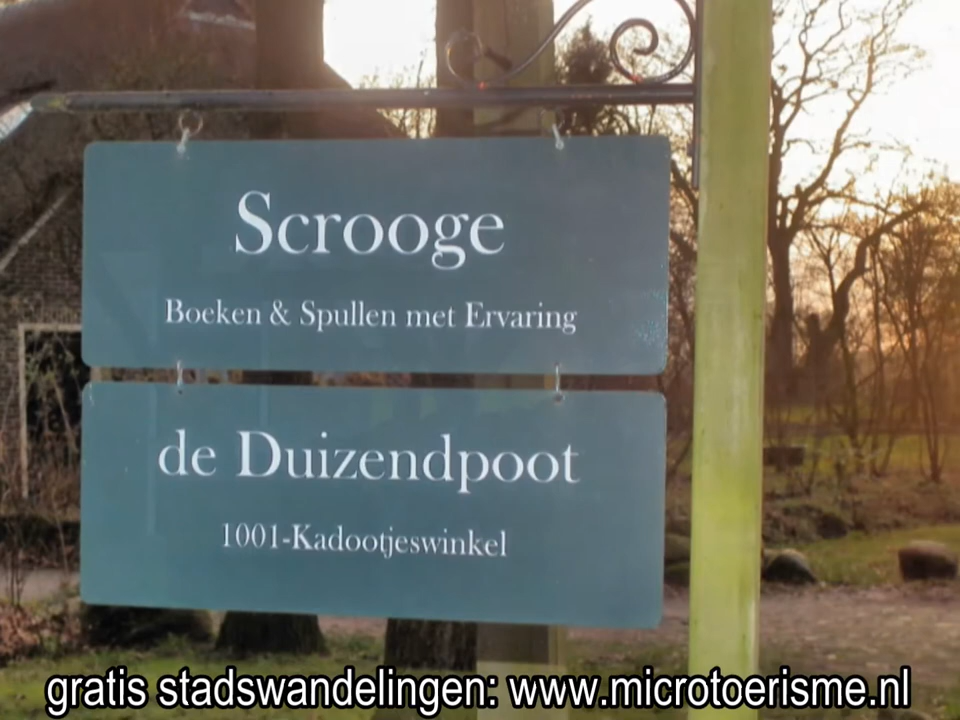 Scrooge
Boeken & Spullen met Ervaring
de Duizendpoot
1001-Kadootjeswinkel
gratis stadswandelingen: www.microtoerisme.nl